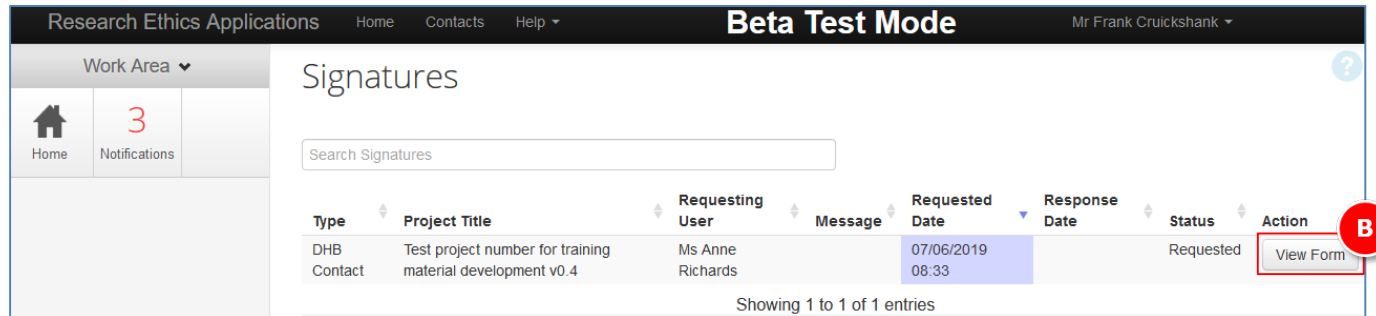 Research Ethics Applications Home Contacts Help Beta Test Mode Mr Frank Cruickshank
Work Area
Signatures
?
3
Home Notifications
Search Signatures
Type Project Title Requesting User Message Requested Date Response Date Status Action
B
DHB Contact Test project number for training material development v0.4 Ms Anne Richards 07/06/2019 08:33 Requested View Form
Showing 1 to 1 of 1 entries